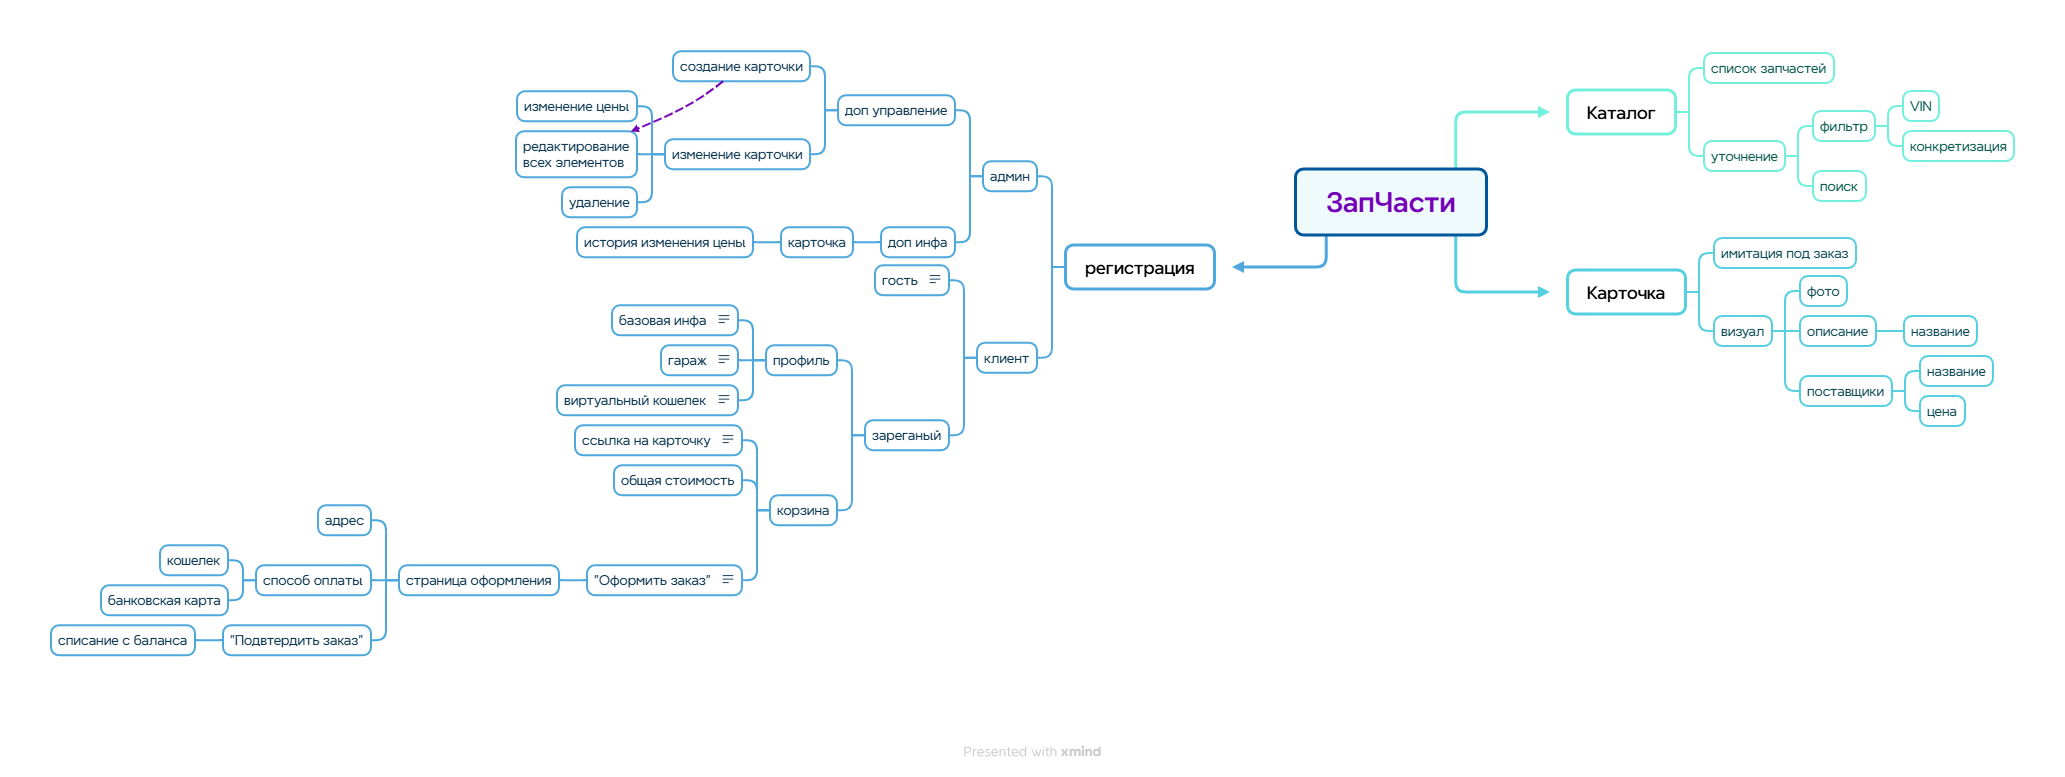 ЗапЧасти
Каталог
список запчастей
уточнение
фильтр
VIN
конкретизация
поиск
Карточка
имитация под заказ
визуал
фото
описание
название
поставщики
название
цена
регистрация
админ
доп управление
создание карточки
изменение карточки
изменение цены
редактирование
всех элементов
удаление
доп инфа
карточка
история изменения цены
клиент
гость
зареганый
профиль
базовая инфа
гараж
виртуальный кошелек
корзина
ссылка на карточку
общая стоимость
"Оформить заказ"
страница оформления
адрес
способ оплаты
кошелек
банковская карта
"Подвтердить заказ"
списание с баланса
Presented with xmind